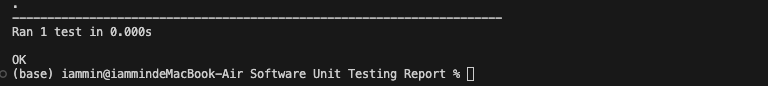 .
----------------------------------------------------------------------
Ran 1 test in 0.000s
OK
(base) iammin@iammindeMacBook-Air Software Unit Testing Report %